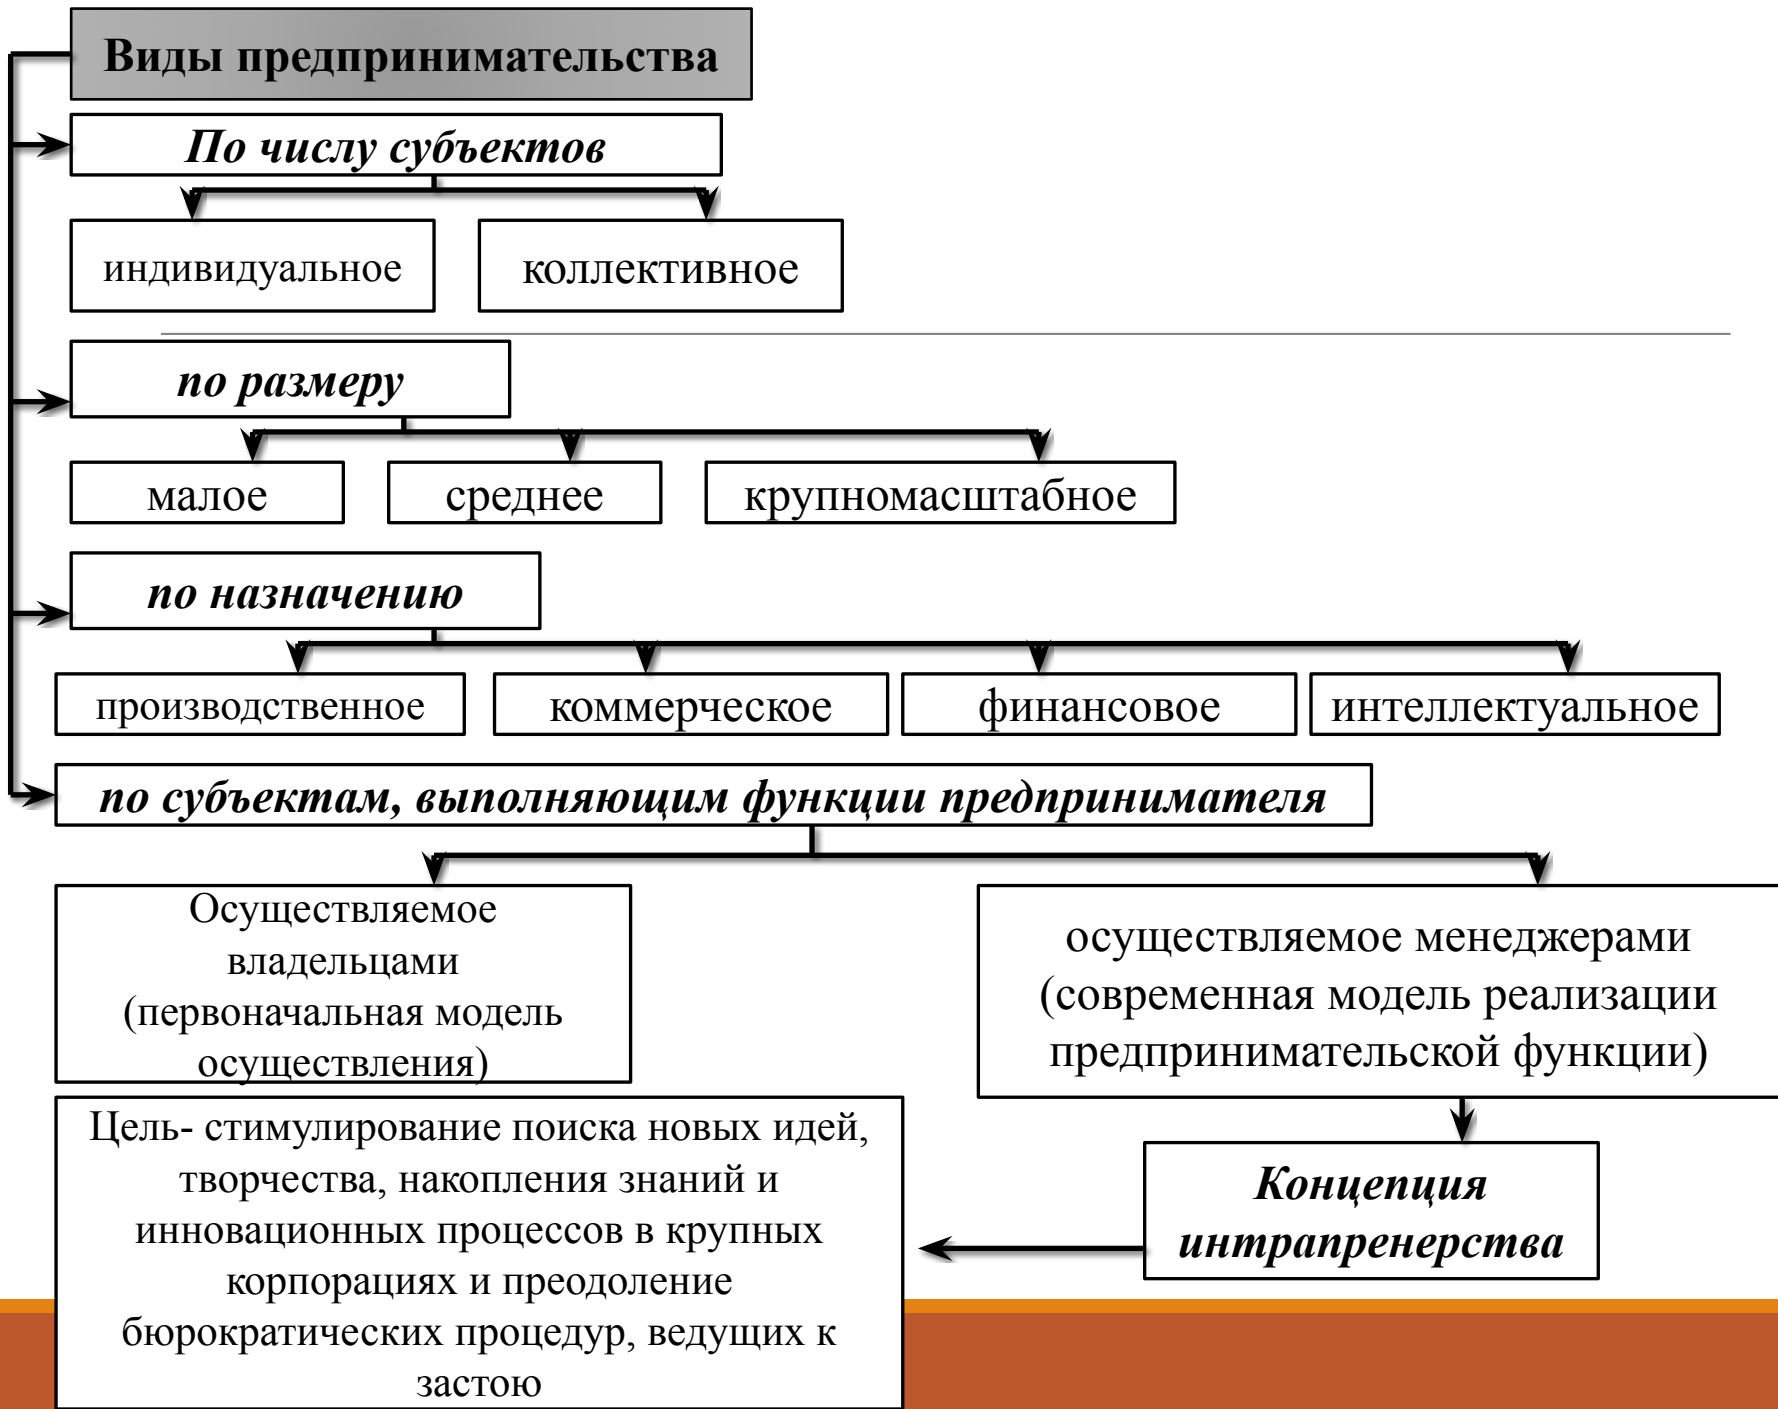 Виды предпринимательства
По числу субъектов
индивидуальное
коллективное
по размеру
малое
среднее
крупномасштабное
по назначению
производственное
коммерческое
финансовое
интеллектуальное
по субъектам, выполняющим функции предпринимателя
Осуществляемое
владельцами
(первоначальная модель
осуществления)
осуществляемое менеджерами
(современная модель реализации
предпринимательской функции)
Цель- стимулирование поиска новых идей,
творчества, накопления знаний и
инновационных процессов в крупных
корпорациях и преодоление
бюрократических процедур, ведущих к
застою
Концепция
интрапренерства